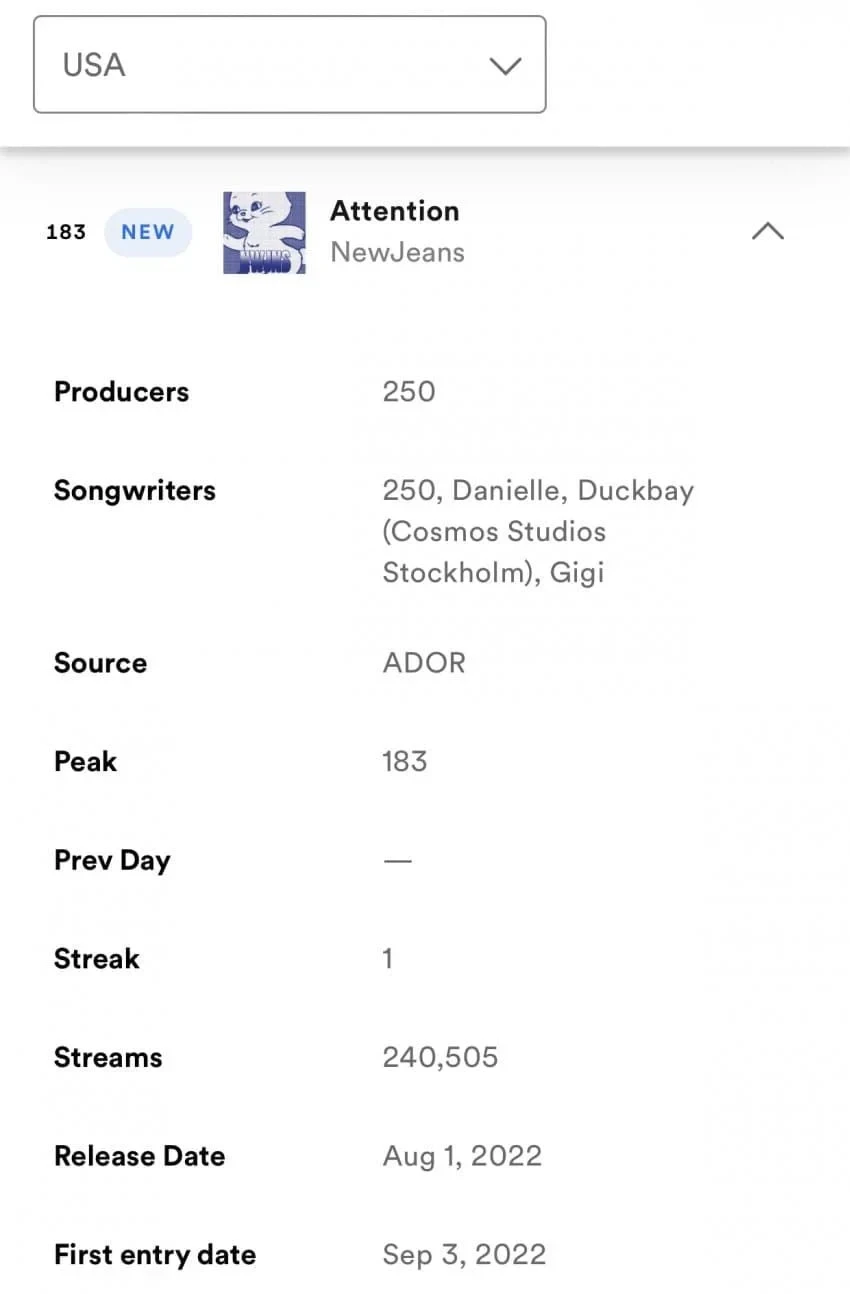 USA
183 NEW Attention
NewJeans
NWJNS
Producers 250
Songwriters 250, Danielle, Duckbay
(Cosmos Studios
Stockholm), Gigi
Source ADOR
Peak 183
Prev Day —
Streak 1
Streams 240,505
Release Date Aug 1, 2022
First entry date Sep 3, 2022